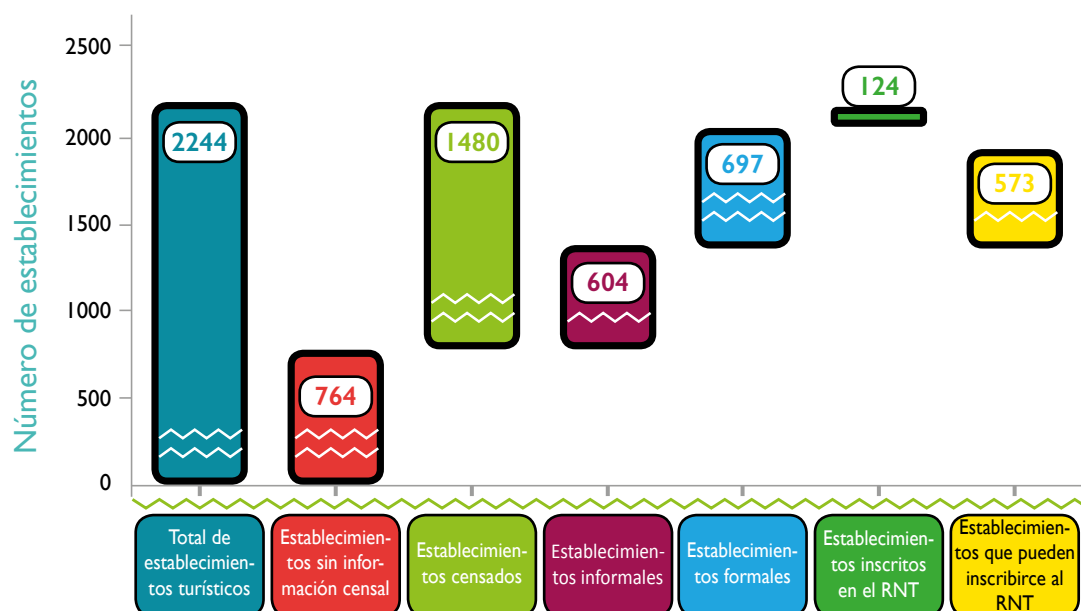 Número de establecimientos
2500
2000
1500
1000
500
0
2244
764
1480
604
697
124
573
Total de
establecimien-
tos turísticos
Establecimien-
tos sin infor-
mación censal
Establecimien-
tos censados
Establecimien-
tos informales
Establecimien-
tos formales
Establecimien-
tos inscritos
en el RNT
Establecimien-
tos que pueden
inscribirce al
RNT